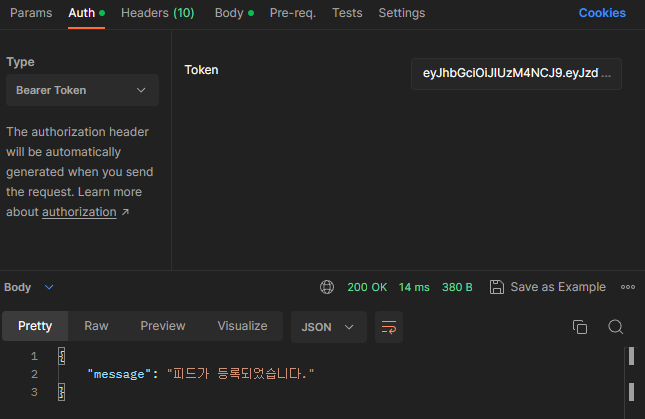 Params Auth Headers (10) Body Pre-req. Tests Settings Cookies
Type
Bearer Token
The authorization header
will be automatically
generated when you send
the request. Learn more
about authorization ↗
Token
eyJhbGciOiJIUzM4NCJ9.eyJzd ...
Body 200 OK 14 ms 380 B Save as Example
Pretty Raw Preview Visualize JSON
1 {
2 "message": "피드가 등록되었습니다."
3 }